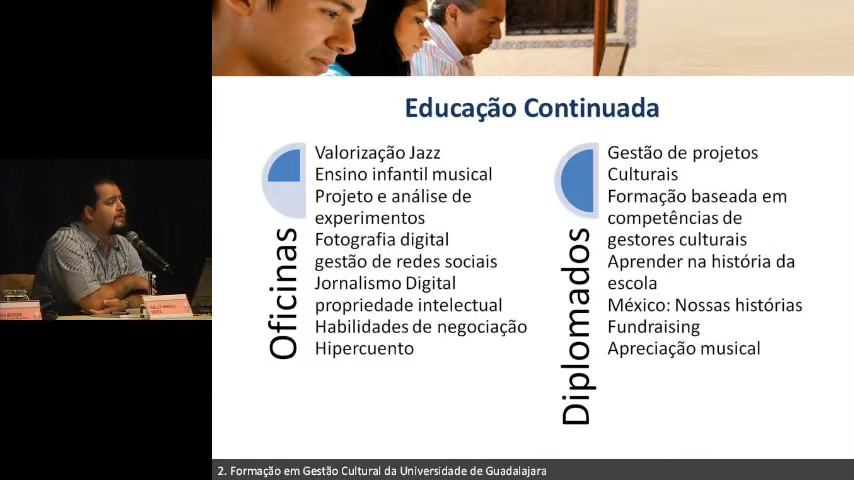 Educação Continuada
Oficinas
Valorização Jazz
Ensino infantil musical
Projeto e análise de
experimentos
Fotografia digital
gestão de redes sociais
Jornalismo Digital
propriedade intelectual
Habilidades de negociação
Hipercuento
Diplomados
Gestão de projetos
Culturais
Formação baseada em
competências de
gestores culturais
Aprender na história da
escola
México: Nossas histórias
Fundraising
Apreciação musical
2. Formação em Gestão Cultural da Universidade de Guadalajara